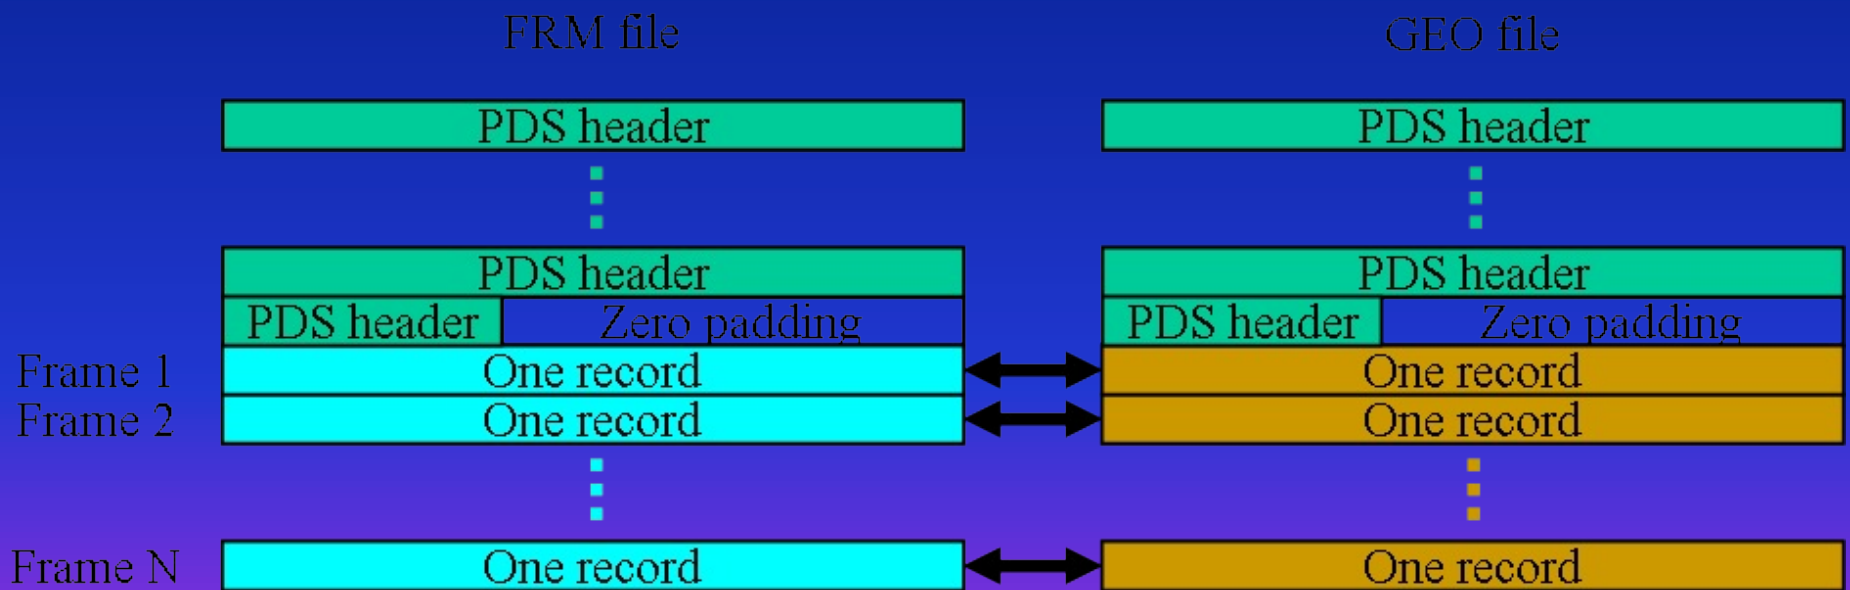 FRM file GEO file
PDS header PDS header
PDS header PDS header
PDS header Zero padding PDS header Zero padding
Frame 1 One record One record
Frame 2 One record One record
Frame N One record One record